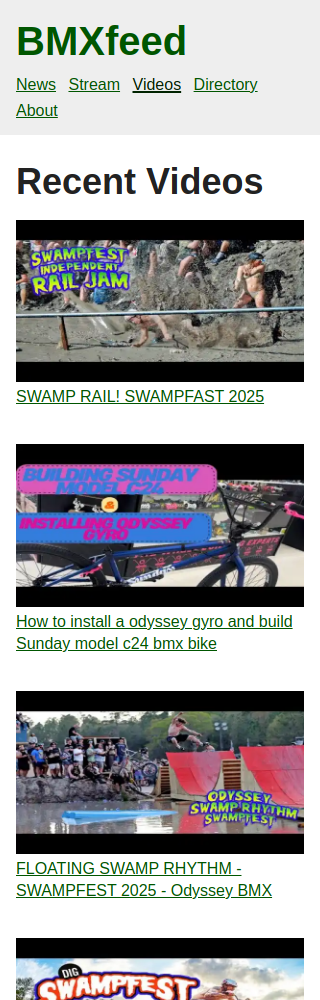 BMXfeed
News Stream Videos Directory
About
Recent Videos
SWAMPFEST
INDEPENDENT
RAIL JAM
SWAMP RAIL! SWAMPFAST 2025
BUILDING SUNDAY
MODEL C24
&
INSTALLING ODYSSEY
GYRO
How to install a odyssey gyro and build
Sunday model c24 bmx bike
ODYSSEY
SWAMP RHYTHM
SWAMPFEST
FLOATING SWAMP RHYTHM -
SWAMPFEST 2025 - Odyssey BMX
DIG
SWAMPFEST